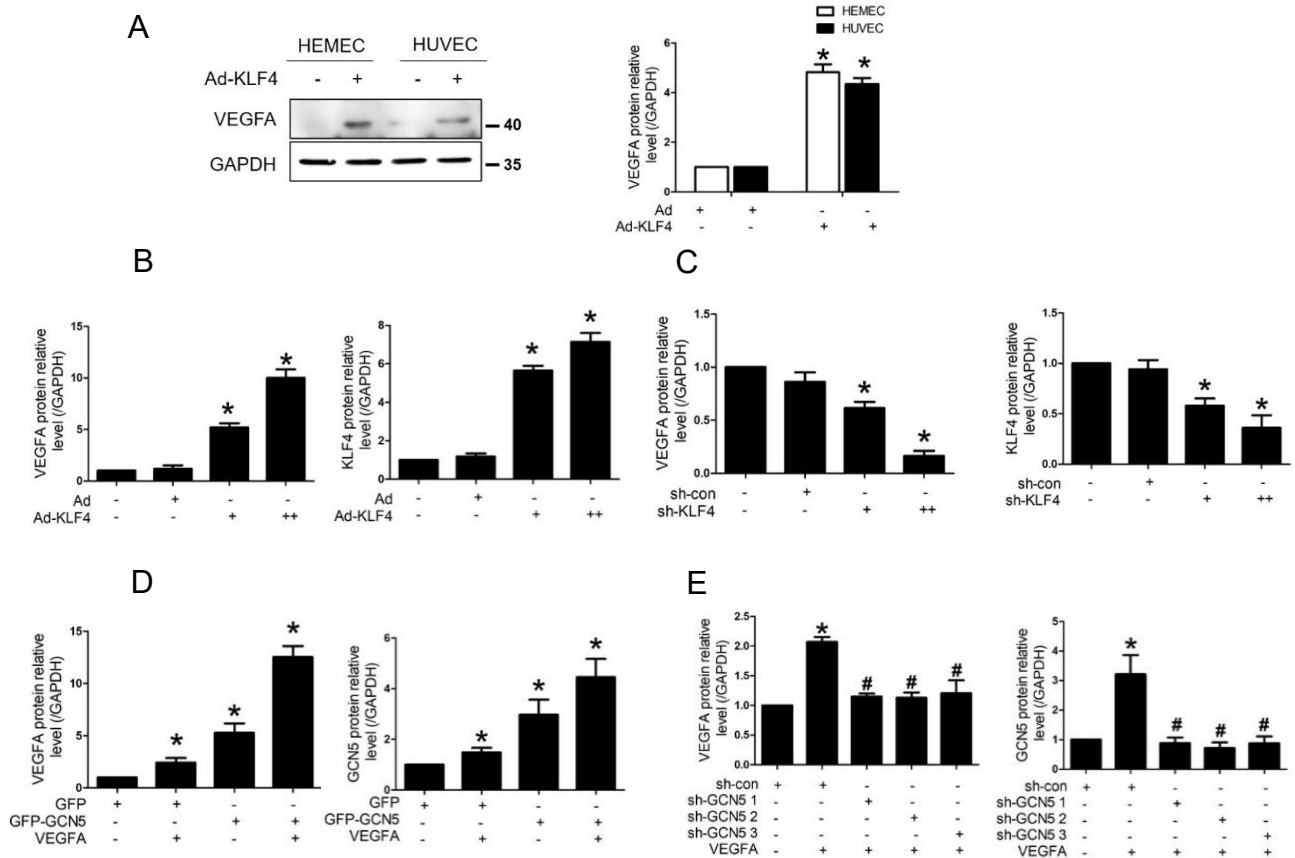 A
HEMEC HUVEC
Ad-KLF4 - + - +
VEGFA 40
GAPDH 35
HEMEC
HUVEC
VEGFA protein relative
level (/GAPDH)
6
4
2
0
* *
Ad + + - -
Ad-KLF4 - - + +
B
VEGFA protein relative
level (/GAPDH)
15
10
5
0
* *
Ad - + - -
Ad-KLF4 - - + ++
KLF4 protein relative
level (/GAPDH)
8
6
4
2
0
* *
Ad - + - -
Ad-KLF4 - - + ++
C
VEGFA protein relative
level (/GAPDH)
1.5
1.0
0.5
0.0
* *
sh-con - + - -
sh-KLF4 - - + ++
KLF4 protein relative
level (/GAPDH)
1.5
1.0
0.5
0.0
* *
sh-con - + - -
sh-KLF4 - - + ++
D
VEGFA protein relative
level (/GAPDH)
15
10
5
0
* * *
GFP + + - -
GFP-GCN5 - - + +
VEGFA - + - +
GCN5 protein relative
level (/GAPDH)
6
4
2
0
* * *
GFP + + - -
GFP-GCN5 - - + +
VEGFA - + - +
E
VEGFA protein relative
level (/GAPDH)
2.5
2.0
1.5
1.0
0.5
0.0
* # # #
sh-con + + - - -
sh-GCN5 1 - - + - -
sh-GCN5 2 - - - + -
sh-GCN5 3 - - - - +
VEGFA - + + + +
GCN5 protein relative
level (/GAPDH)
5
4
3
2
1
0
* # # #
sh-con + + - - -
sh-GCN5 1 - - + - -
sh-GCN5 2 - - - + -
sh-GCN5 3 - - - - +
VEGFA - + + + +